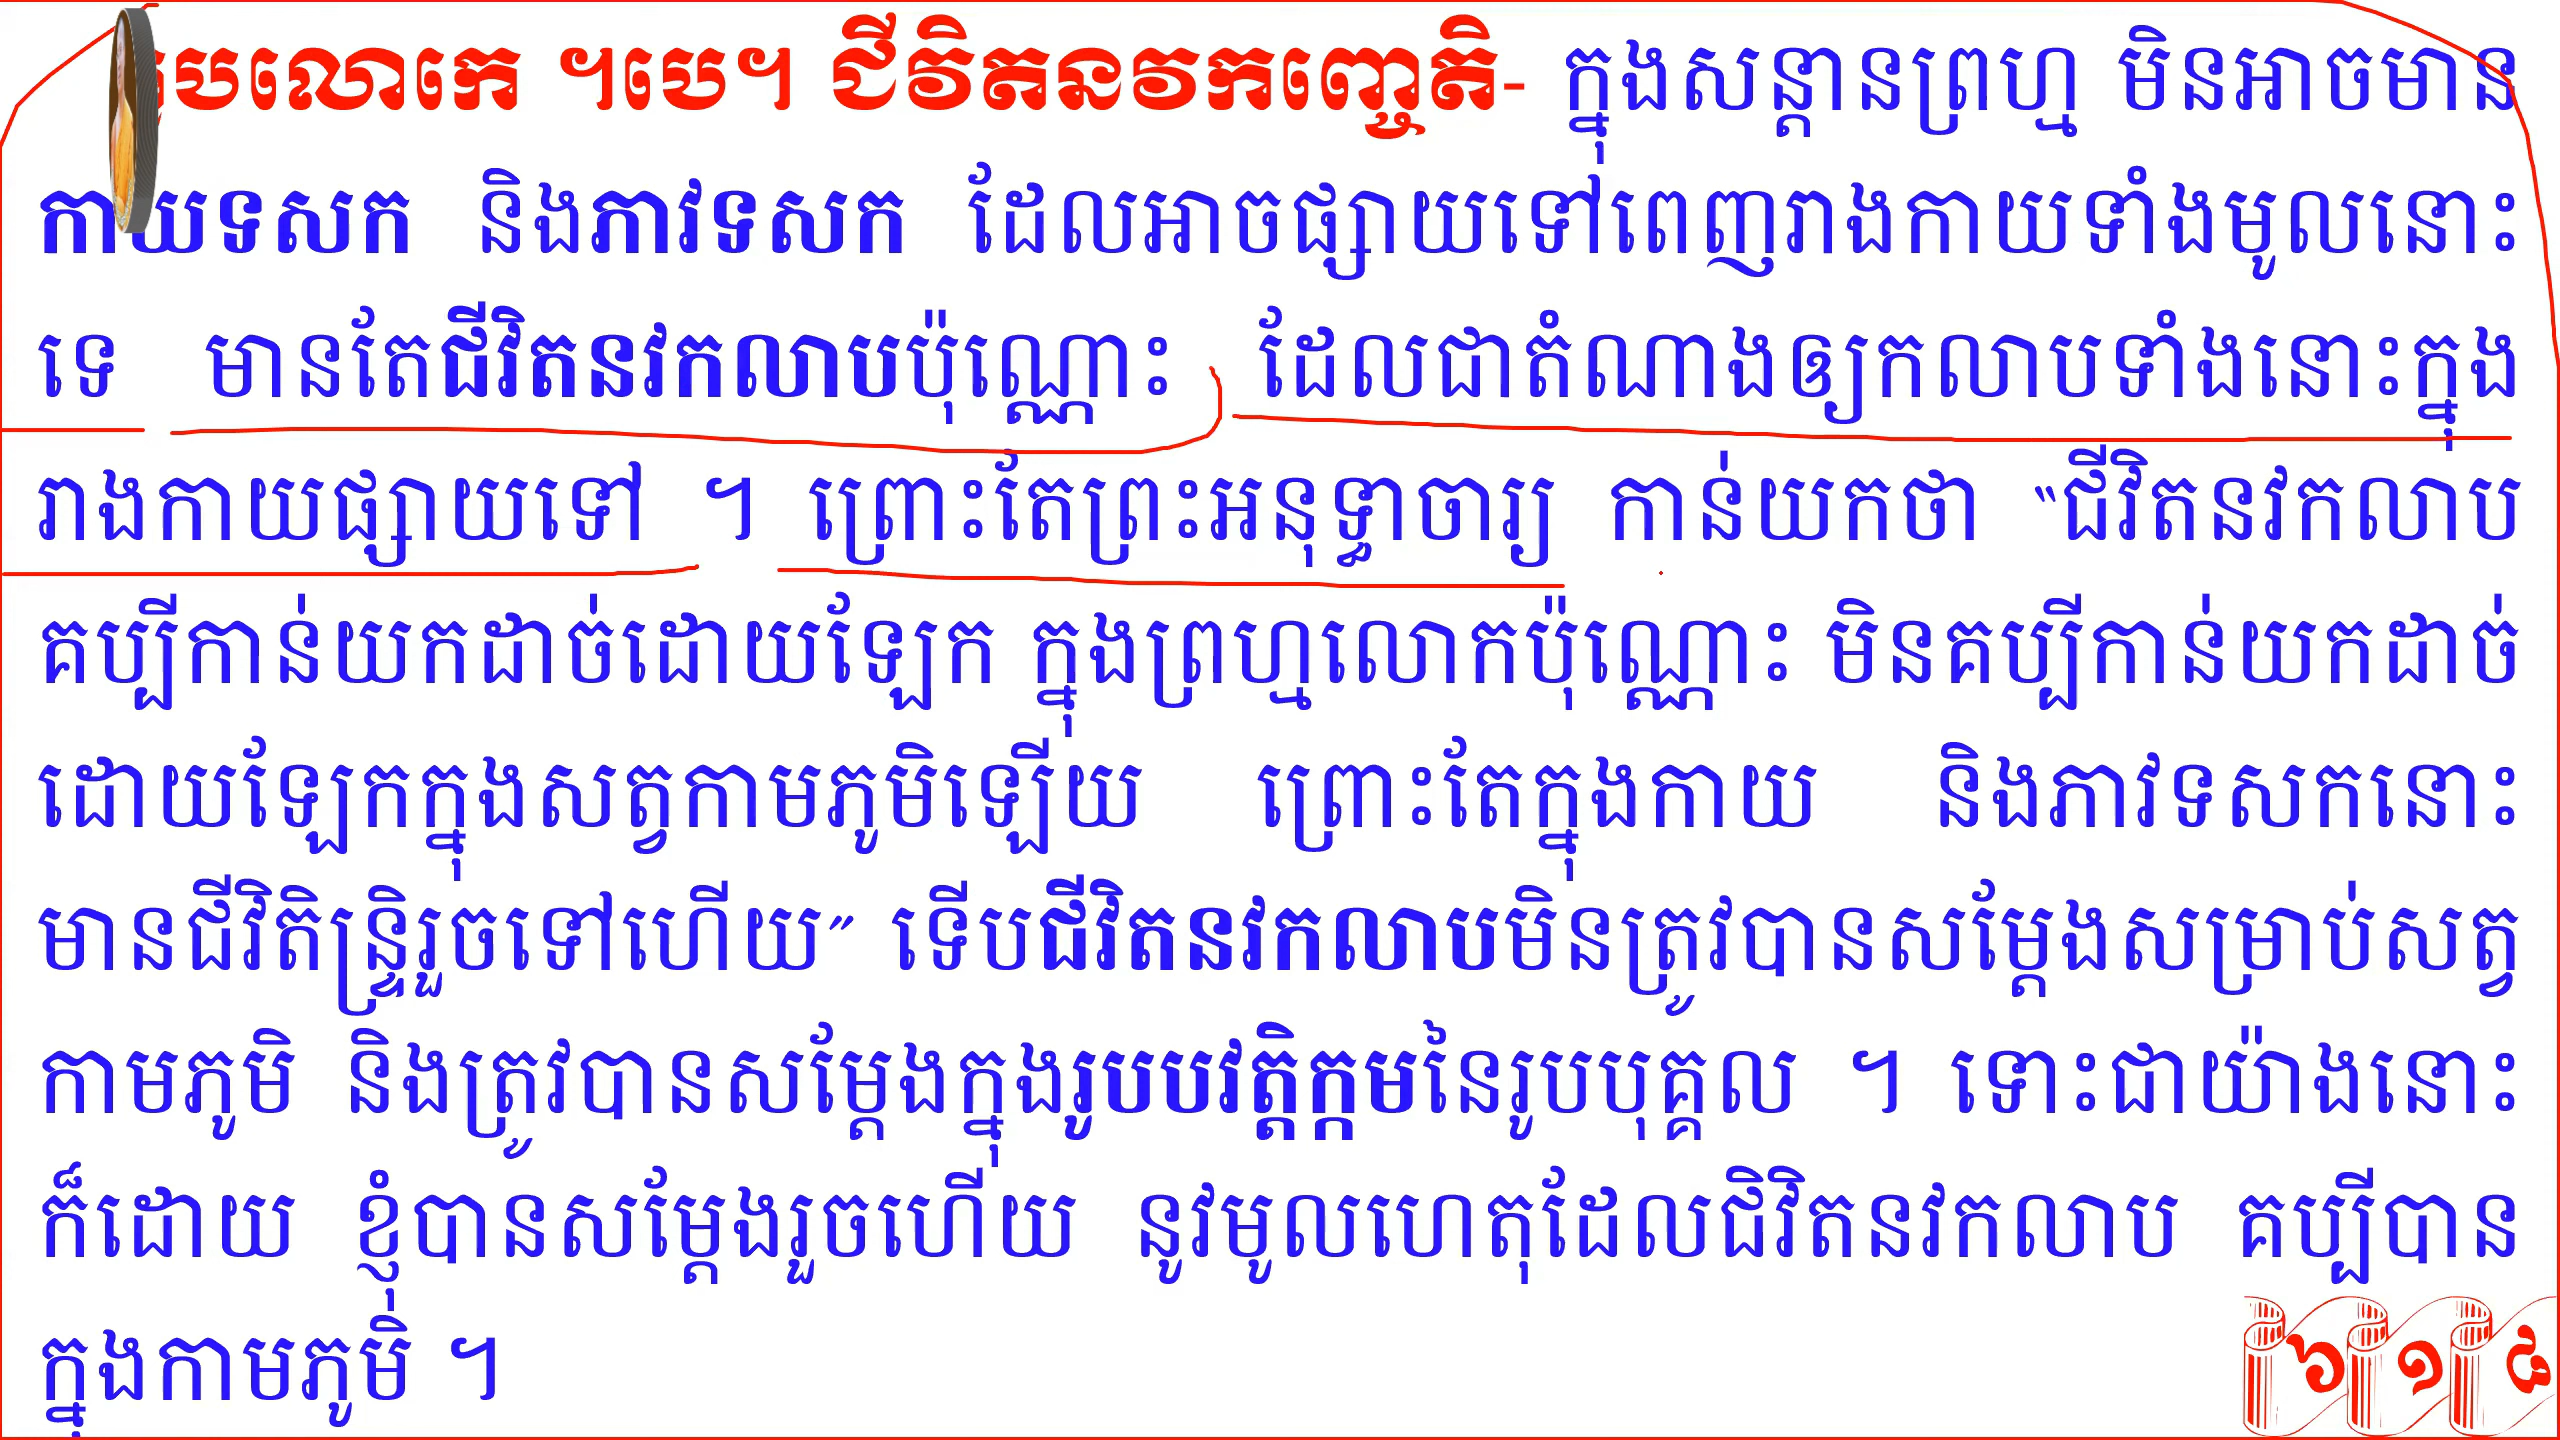 រូបលោកេ ។បេ។ ជីវិតនវកញ្ចេតិ- ក្នុងសន្តានព្រហ្ម មិនអាចមាន
កាយទសក និងភាវទសក ដែលអាចផ្សាយទៅពេញរាងកាយទាំងមូលនោះ
ទេ មានតែជីវិតនវកលាបប៉ុណ្ណោះ ដែលជាតំណាងឲ្យកលាបទាំងនោះក្នុង
រាងកាយផ្សាយទៅ ។ ព្រោះតែព្រះអនុទ្ធាចារ្យ កាន់យកថា “ជីវិតនវកលាប
គប្បីកាន់យកដាច់ដោយឡែក ក្នុងព្រហ្មលោកប៉ុណ្ណោះ មិនគប្បីកាន់យកដាច់
ដោយឡែកក្នុងសត្វកាមភូមិឡើយ ព្រោះតែក្នុងកាយ និងភាវទសកនោះ
មានជីវិតិន្ទ្រិរួចទៅហើយ” ទើបជីវិតនវកលាបមិនត្រូវបានសម្តែងសម្រាប់សត្វ
កាមភូមិ និងត្រូវបានសម្តែងក្នុងរូបបវត្តិក្កមនៃរូបបុគ្គល ។ ទោះជាយ៉ាងនោះ
ក៏ដោយ ខ្ញុំបានសម្តែងរួចហើយ នូវមូលហេតុដែលជិវិតនវកលាប គប្បីបាន
ក្នុងកាមភូមិ ។
៦១៥